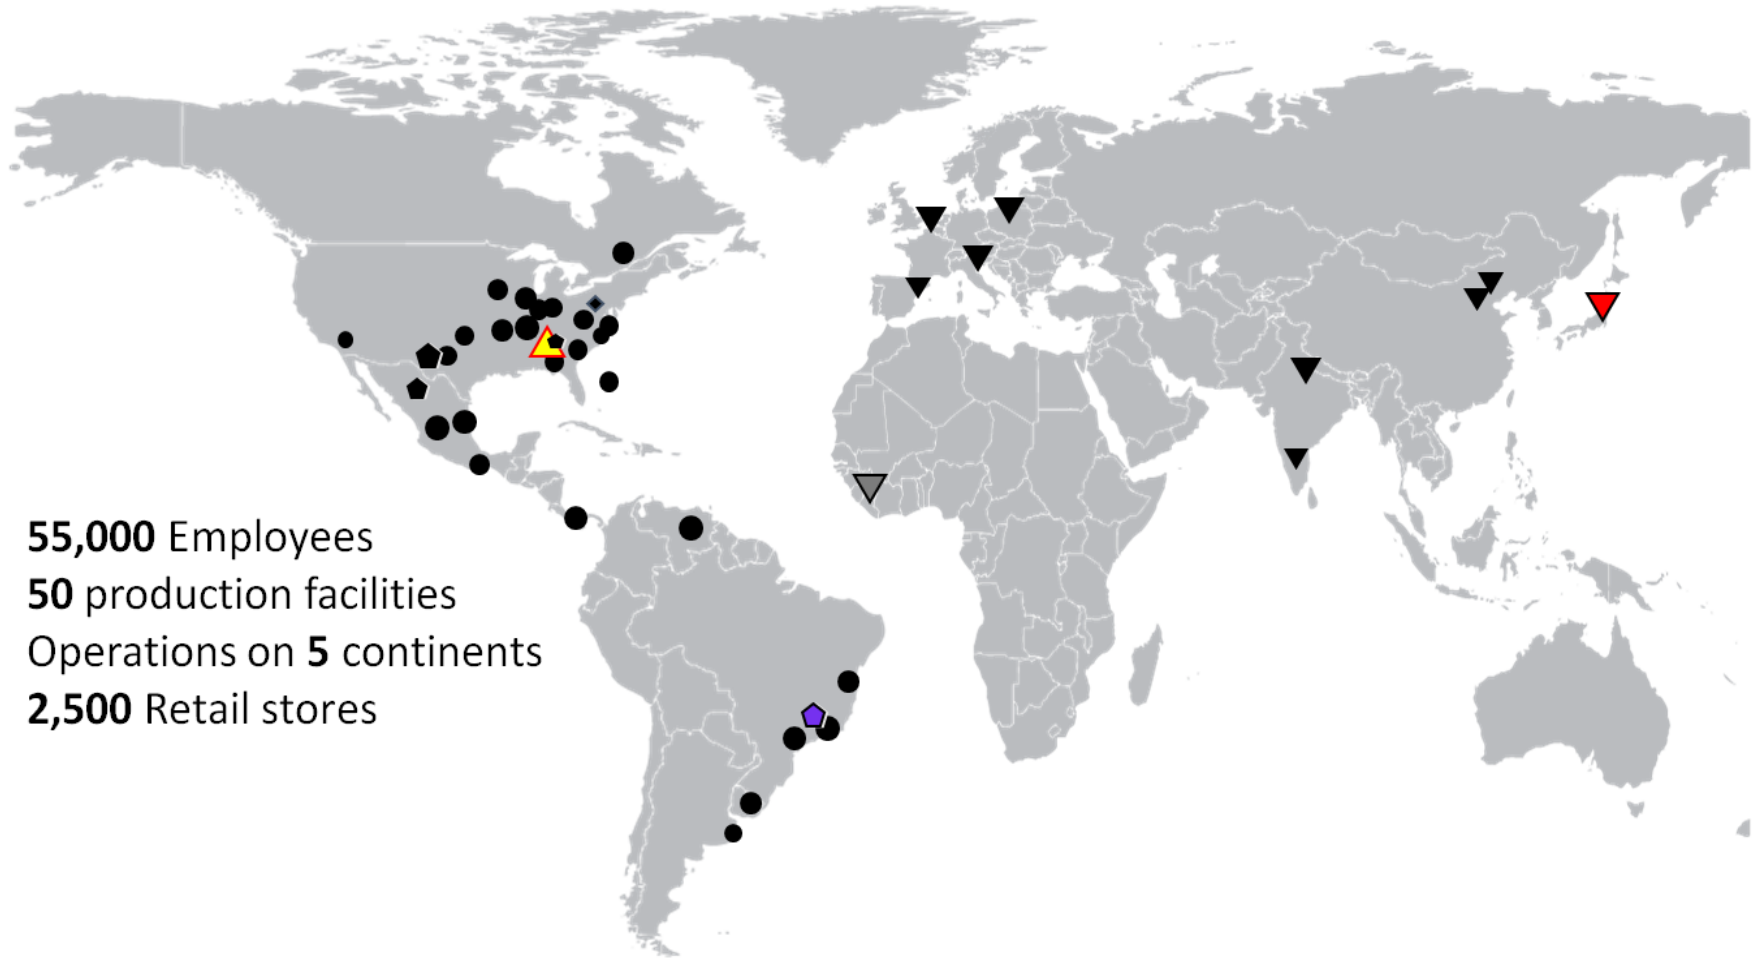 55,000 Employees
50 production facilities
Operations on 5 continents
2,500 Retail stores